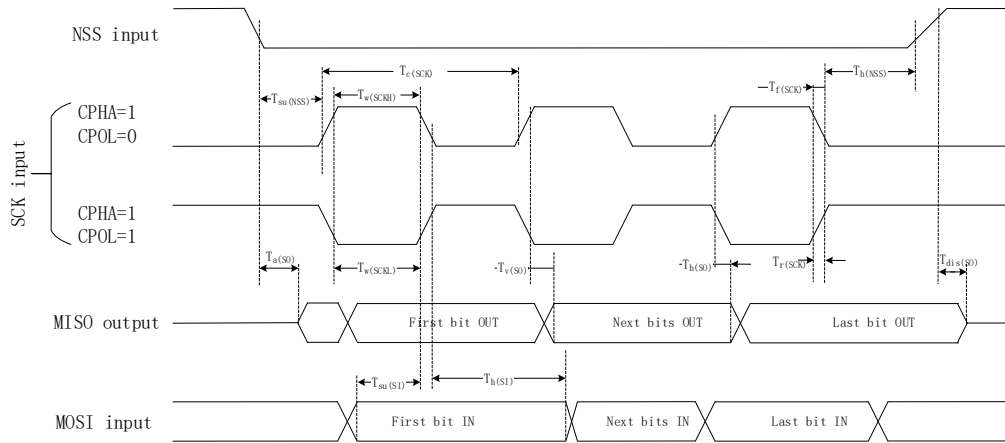 NSS input
Tc(SCK)
Th(NSS)
Tsu(NSS)
Tw(SCKH)
Tf(SCK)
CPHA=1
CPOL=0
SCK input
CPHA=1
CPOL=1
Ta(SO)
Tw(SCKL)
Tv(SO)
Th(SO)
Tr(SCK)
Tdis(SO)
MISO output
First bit OUT
Next bits OUT
Last bit OUT
Tsu(SI)
Th(SI)
MOSI input
First bit IN
Next bits IN
Last bit IN